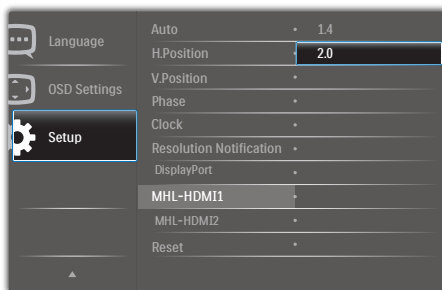 Language
OSD Settings
Setup
Auto
H.Position
V.Position
Phase
Clock
Resolution Notification
DisplayPort
MHL-HDMI1
MHL-HDMI2
Reset
1.4
2.0